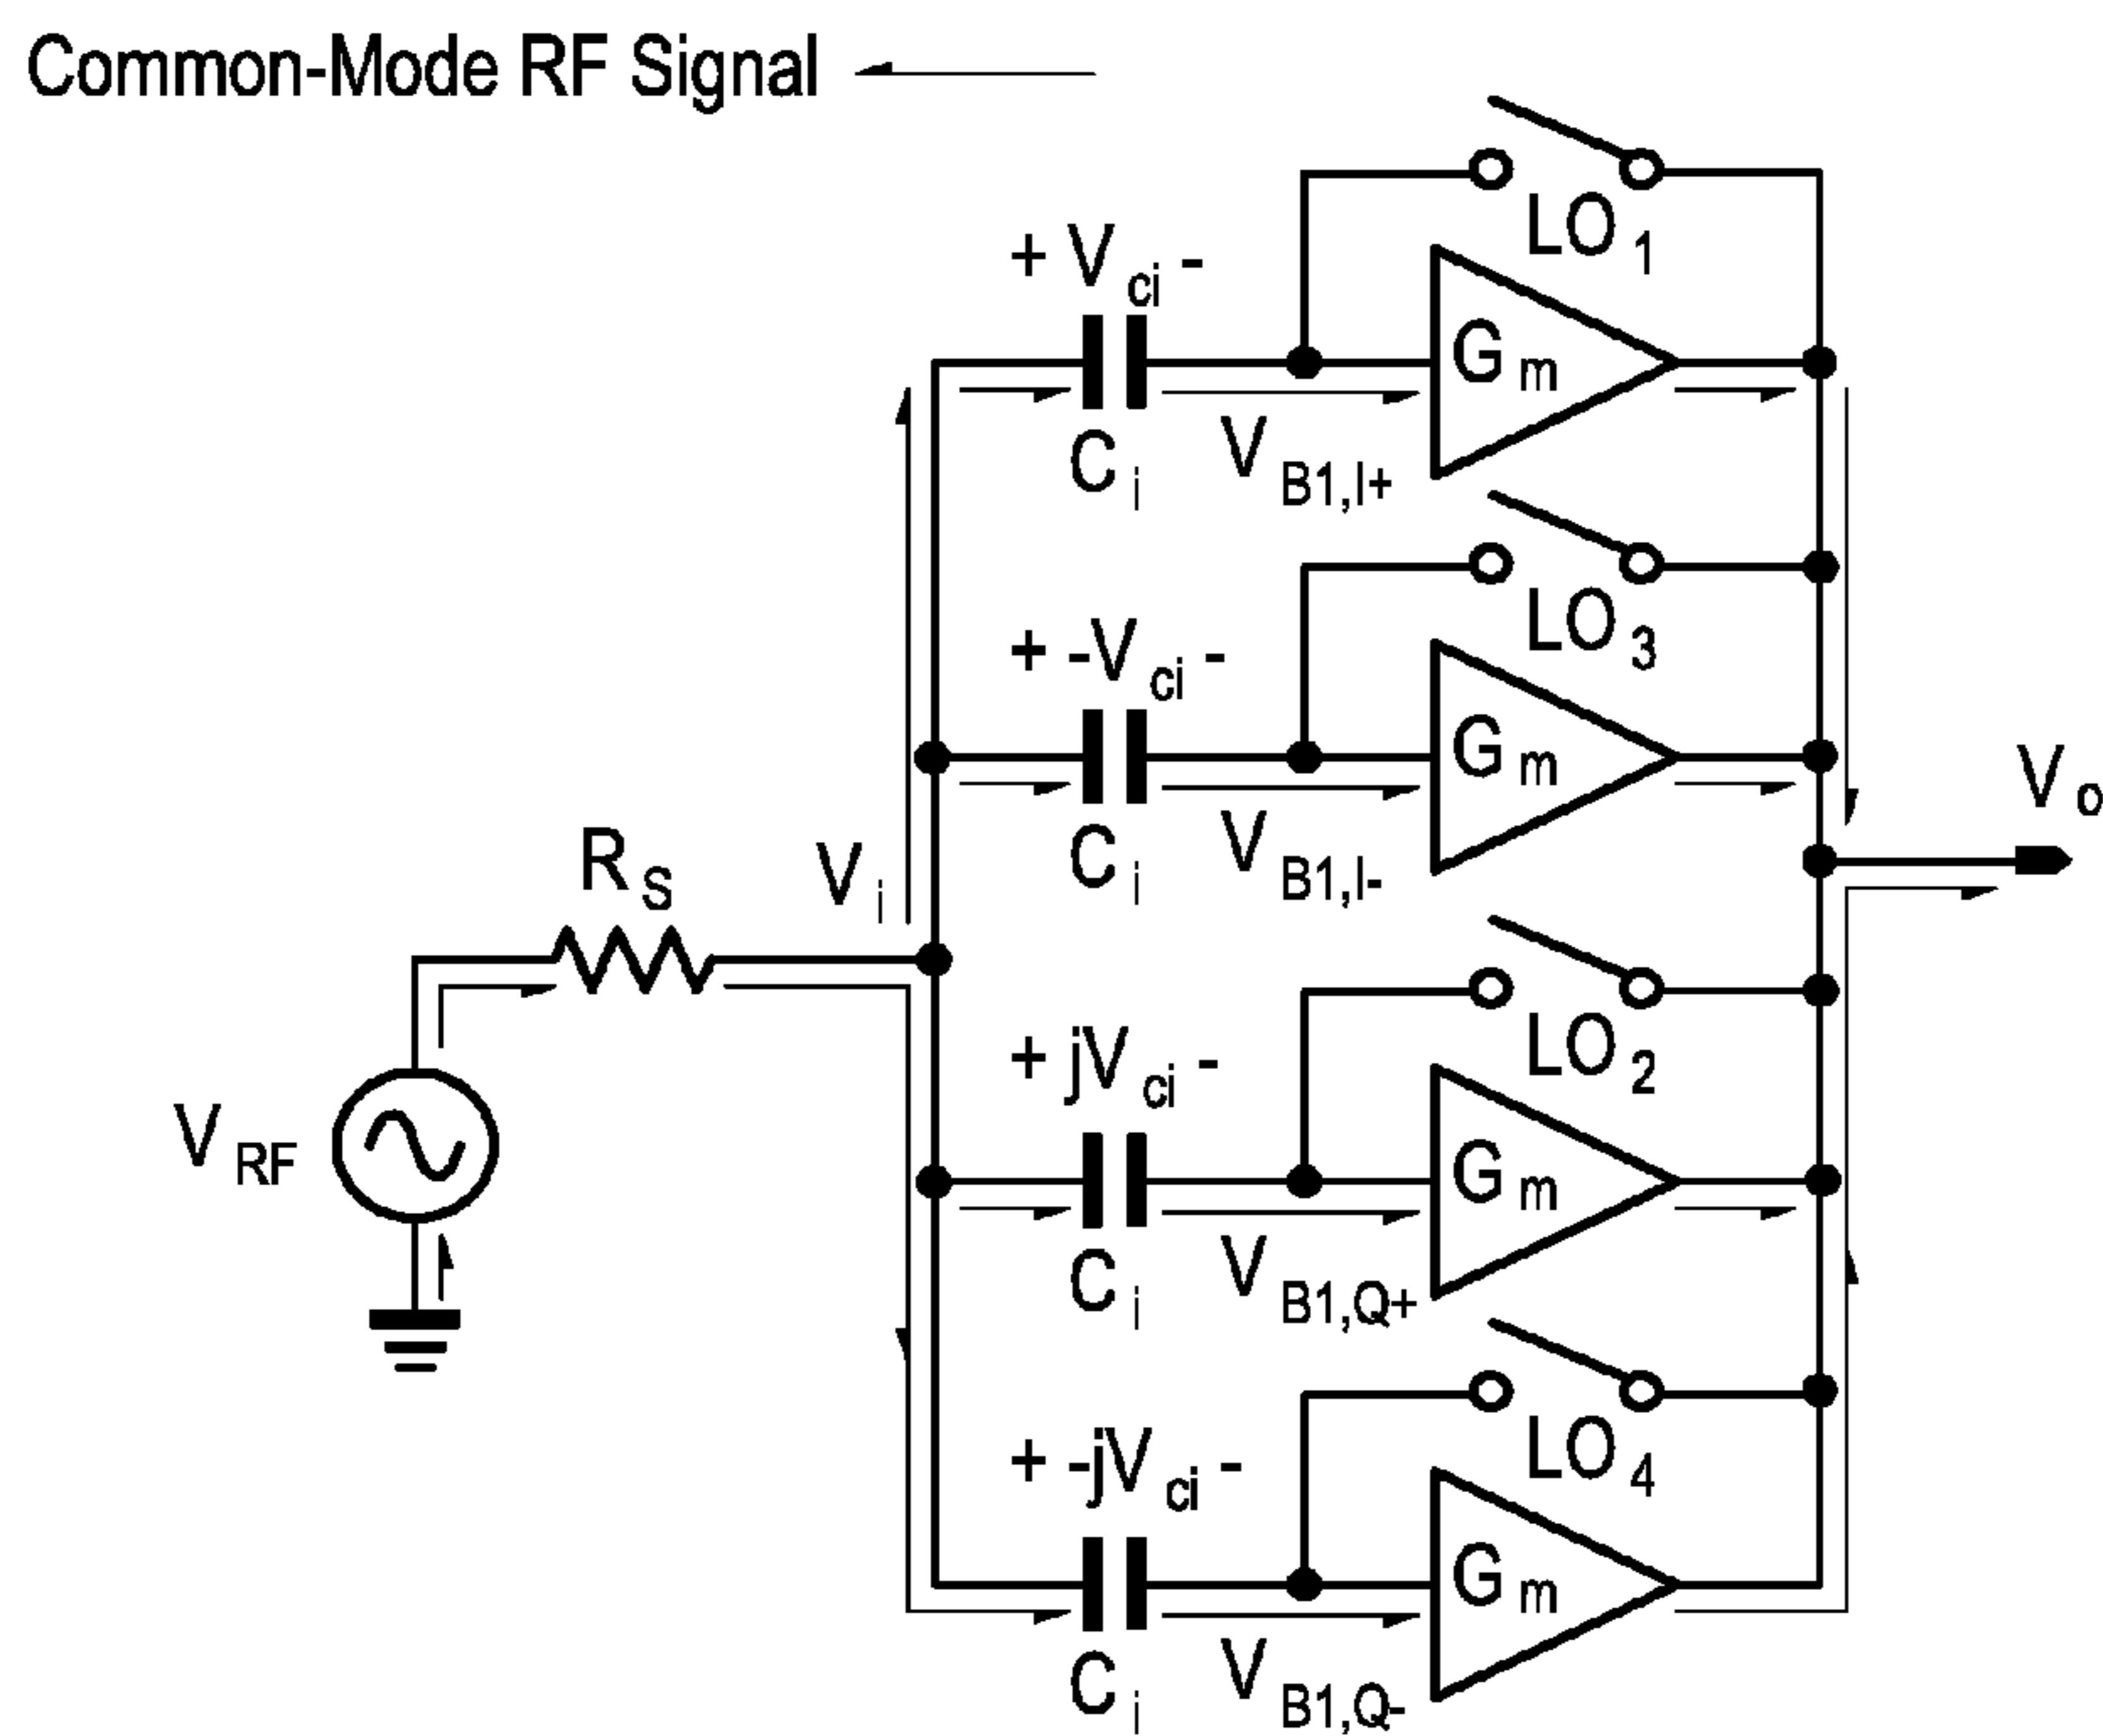 Common-Mode RF Signal
LO 1
+ V ci -
G m
C i
V B1,I+
LO 3
+ -V ci -
G m
C i
V B1,I-
V o
R S
V i
LO 2
+ jV ci -
V RF
G m
C i
V B1,Q+
LO 4
+ -jV ci -
G m
C i
V B1,Q-